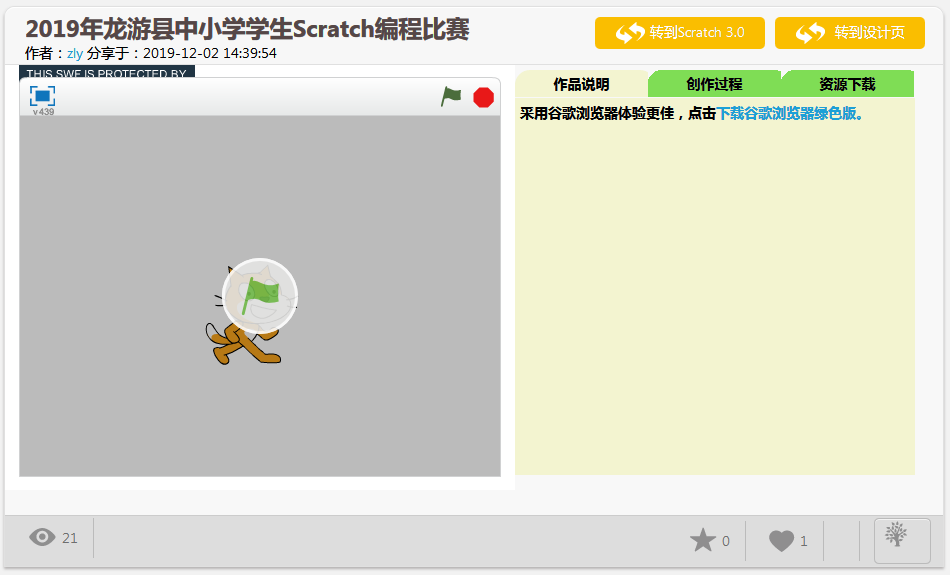 2019年龙游县中小学学生Scratch编程比赛
作者：zly 分享于：2019-12-02 14:39:54
转到Scratch 3.0
转到设计页
THIS SWF IS PROTECTED BY
v439
作品说明
创作过程
资源下载
采用谷歌浏览器体验更佳，点击下载谷歌浏览器绿色版。
21
0
1